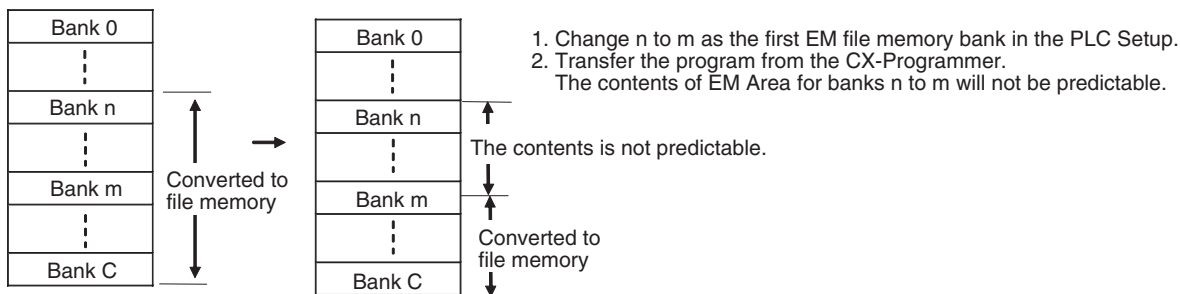 Bank 0
Bank n
Bank m
Bank C
Converted to
file memory
Bank 0
Bank n
Bank m
Bank C
The contents is not predictable.
Converted to
file memory
1. Change n to m as the first EM file memory bank in the PLC Setup.
2. Transfer the program from the CX-Programmer.
The contents of EM Area for banks n to m will not be predictable.